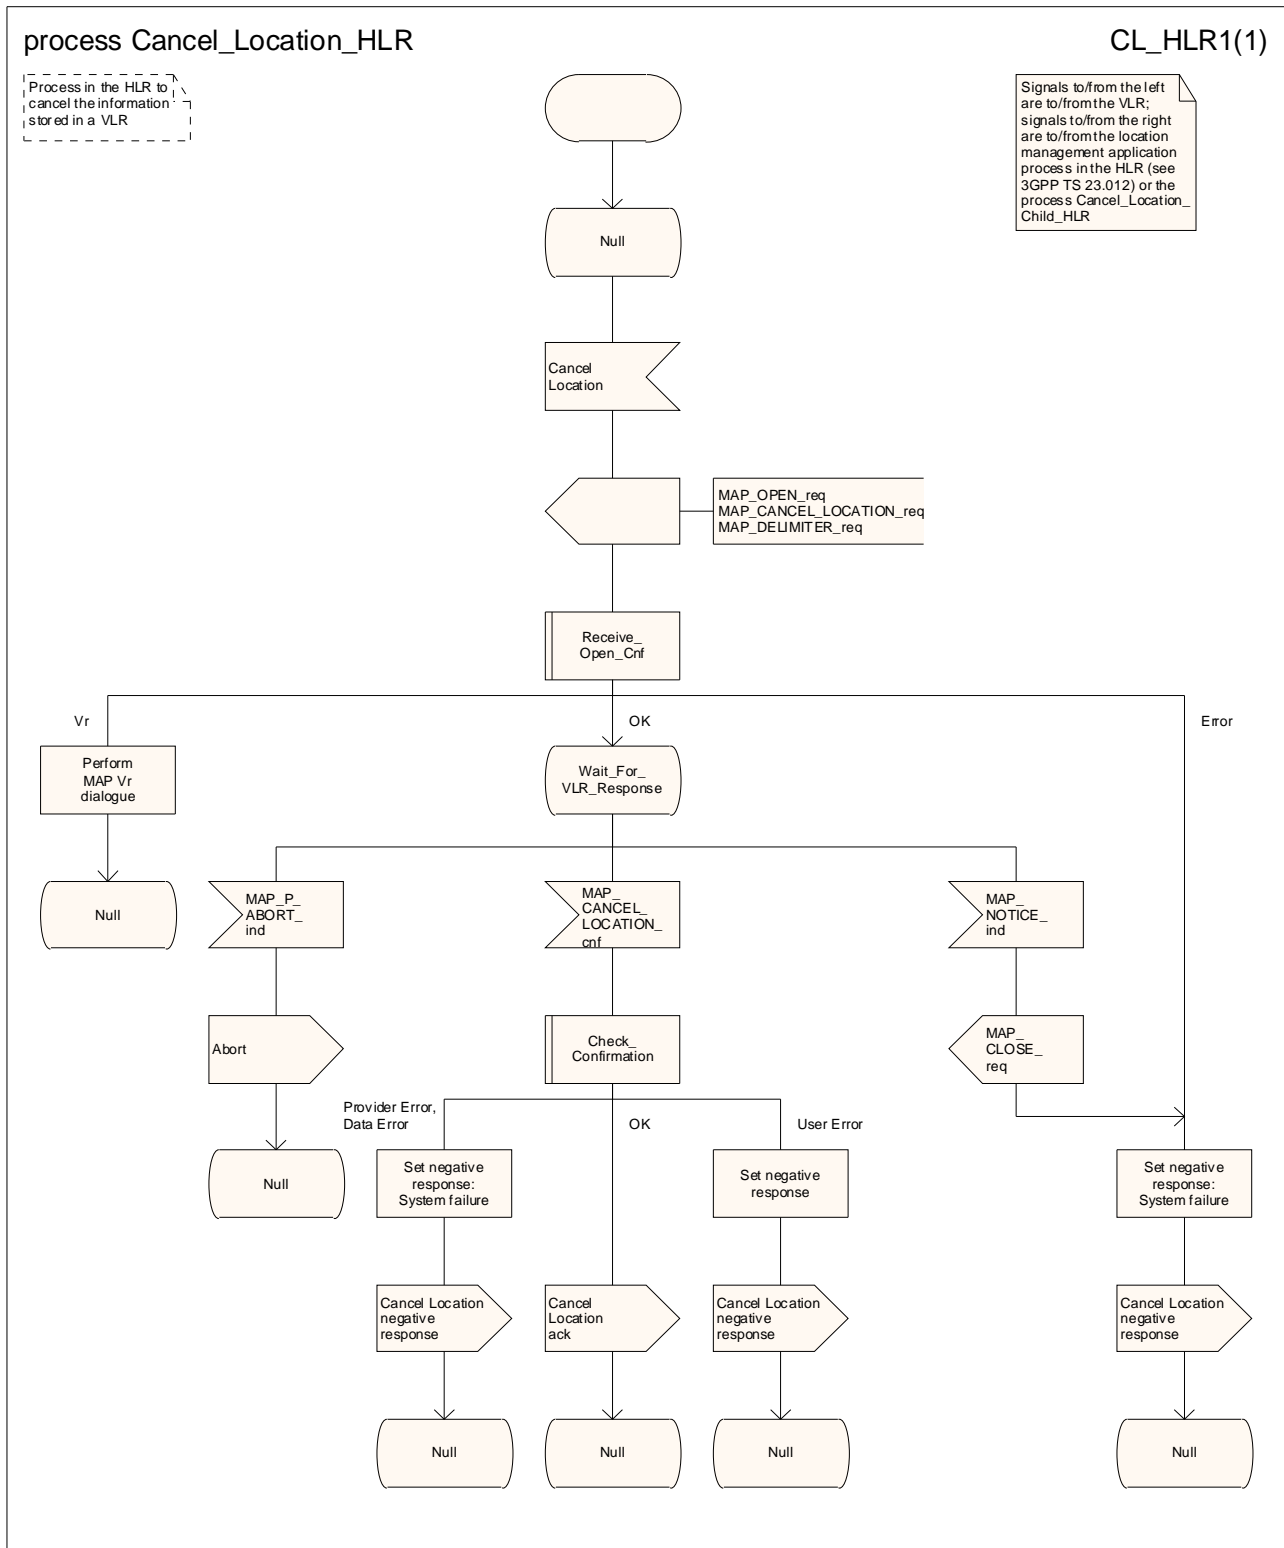 process Cancel_Location_HLR
CL_HLR1(1)
Process in the HLR to
cancel the information
stored in a VLR
Signals to/from the left
are to/from the VLR;
signals to/from the right
are to/from the location
management application
process in the HLR (see
3GPP TS 23.012) or the
process Cancel_Location_
Child_HLR
Null
Cancel
Location
MAP_OPEN_req
MAP_CANCEL_LOCATION_req
MAP_DELIMITER_req
Receive_
Open_Cnf
Vr
OK
Error
Perform
MAP Vr
dialogue
Wait_For_
VLR_Response
Null
MAP_P_
ABORT_
ind
MAP_
CANCEL_
LOCATION_
cnf
MAP_
NOTICE_
ind
Abort
Check_
Confirmation
MAP_
CLOSE_
req
Provider Error,
Data Error
OK
User Error
Null
Set negative
response:
System failure
Set negative
response
Set negative
response:
System failure
Cancel Location
negative
response
Cancel
Location
ack
Cancel Location
negative
response
Cancel Location
negative
response
Null
Null
Null
Null